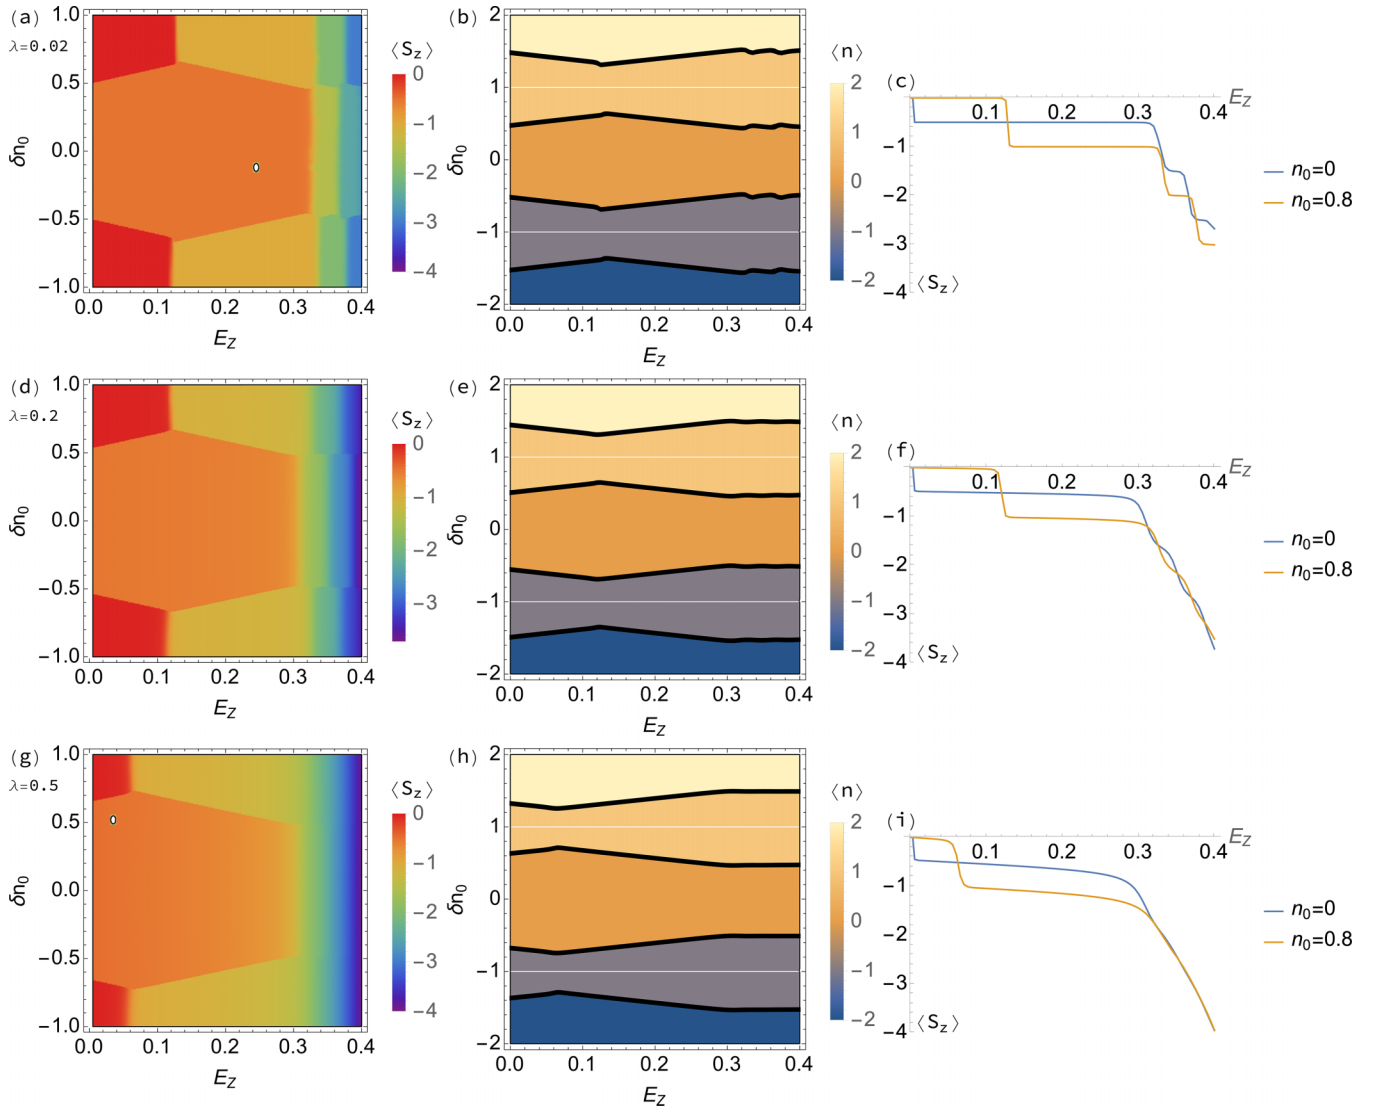 (a)
λ=0.02
1.0
0.5
0.0
−0.5
−1.0
δn0
0.0 0.1 0.2 0.3 0.4
EZ
⟨Sz⟩
0
−1
−2
−3
−4
(b)
2
1
0
−1
−2
δn0
0.0 0.1 0.2 0.3 0.4
EZ
⟨n⟩
2
1
0
−1
−2
(c)
EZ
0.1 0.2 0.3 0.4
−1
−2
−3
−4
⟨Sz⟩
n0=0
n0=0.8
(d)
λ=0.2
1.0
0.5
0.0
−0.5
−1.0
δn0
0.0 0.1 0.2 0.3 0.4
EZ
⟨Sz⟩
0
−1
−2
−3
(e)
2
1
0
−1
−2
δn0
0.0 0.1 0.2 0.3 0.4
EZ
⟨n⟩
2
1
0
−1
−2
(f)
EZ
0.1 0.2 0.3 0.4
−1
−2
−3
−4
⟨Sz⟩
n0=0
n0=0.8
(g)
λ=0.5
1.0
0.5
0.0
−0.5
−1.0
δn0
0.0 0.1 0.2 0.3 0.4
EZ
⟨Sz⟩
0
−1
−2
−3
−4
(h)
2
1
0
−1
−2
δn0
0.0 0.1 0.2 0.3 0.4
EZ
⟨n⟩
2
1
0
−1
−2
(i)
EZ
0.1 0.2 0.3 0.4
−1
−2
−3
−4
⟨Sz⟩
n0=0
n0=0.8